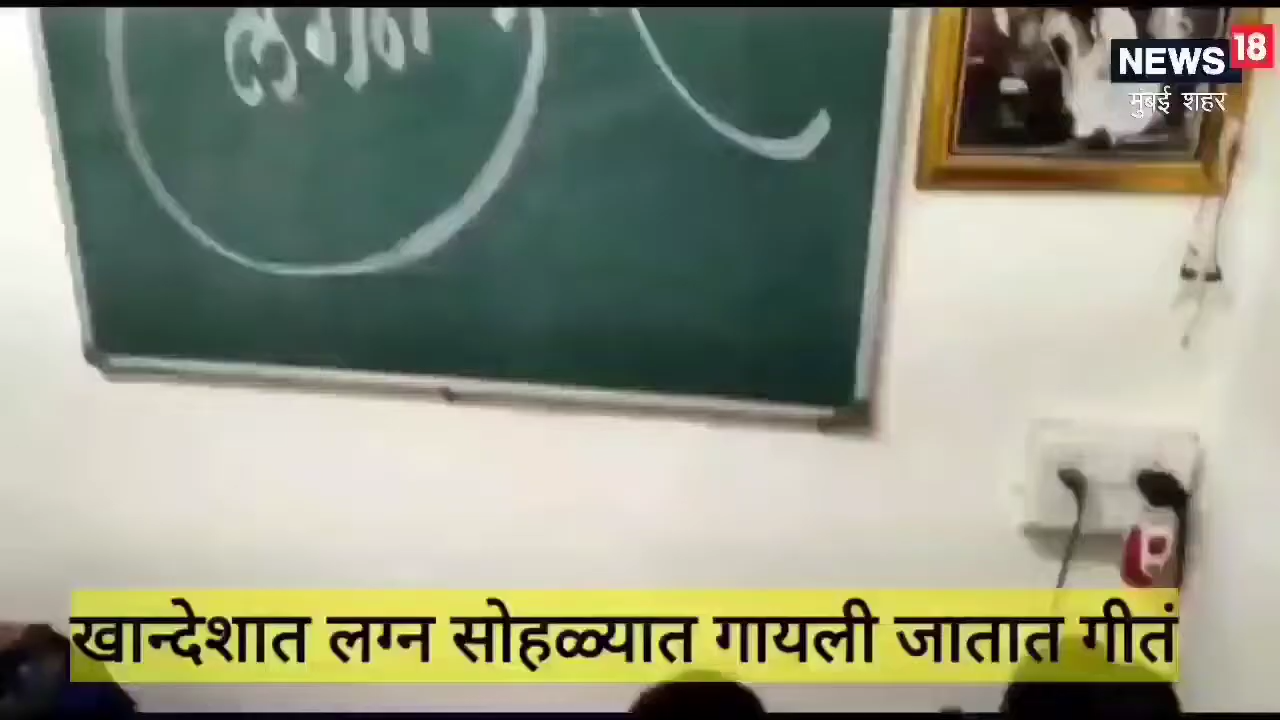 NEWS 18
मुंबई शहर
खान्देशात लग्न सोहळ्यात गायली जातात गीतं